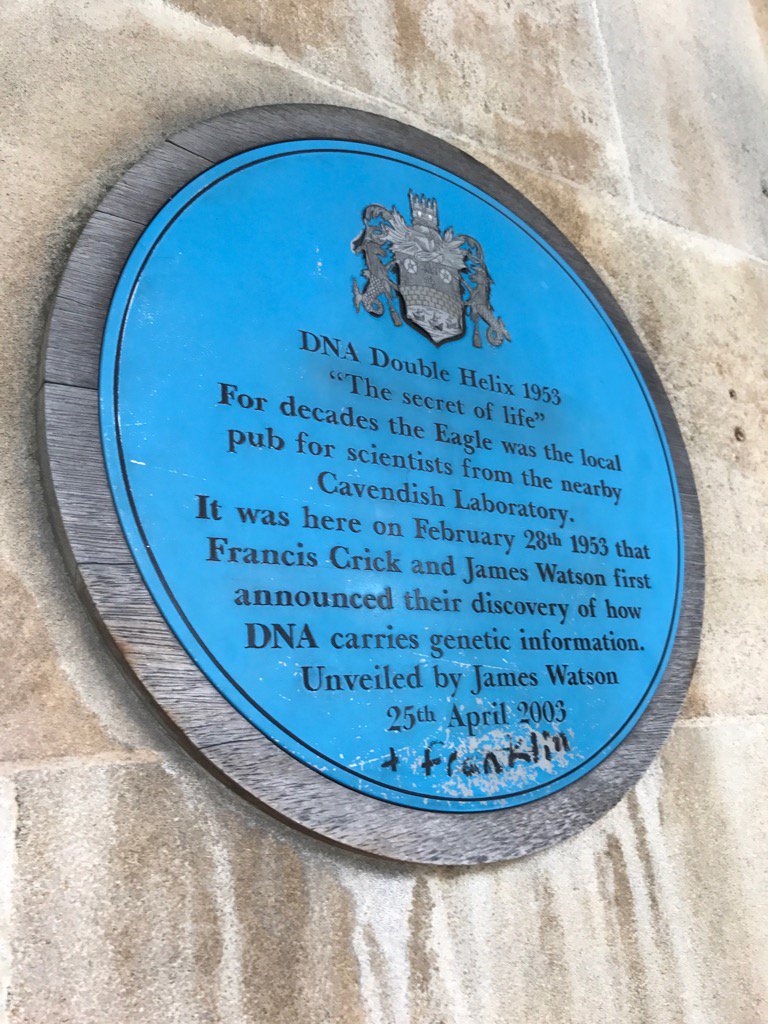 DNA Double Helix 1953
“The secret of life”
For decades the Eagle was the local
pub for scientists from the nearby
Cavendish Laboratory.
It was here on February 28th 1953 that
Francis Crick and James Watson first
announced their discovery of how
DNA carries genetic information.
Unveiled by James Watson
25th April 2003
+ Franklin